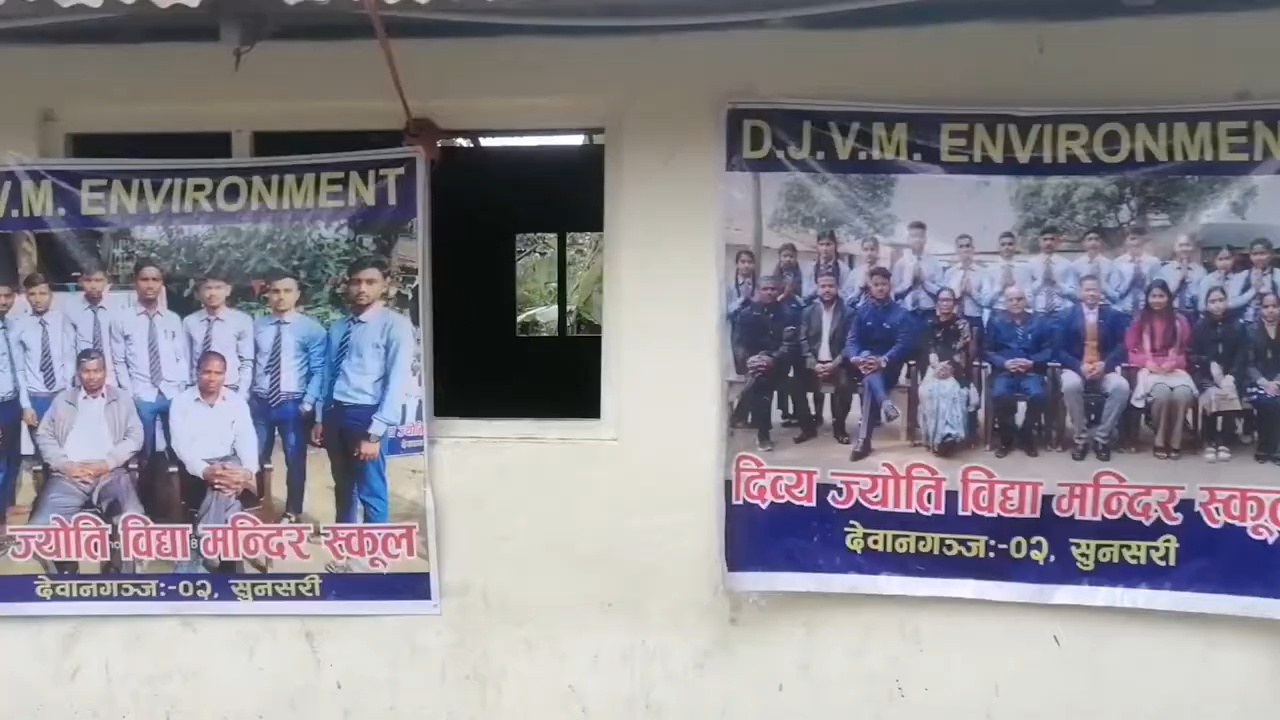 V.M. ENVIRONMENT
ज्योति विद्या मन्दिर स्कूल
देवानगञ्ज:-०२, सुनसरी
D.J.V.M. ENVIRONMEN
दिव्य ज्योति विद्या मन्दिर स्कूल
देवानगञ्ज:-०२, सुनसरी